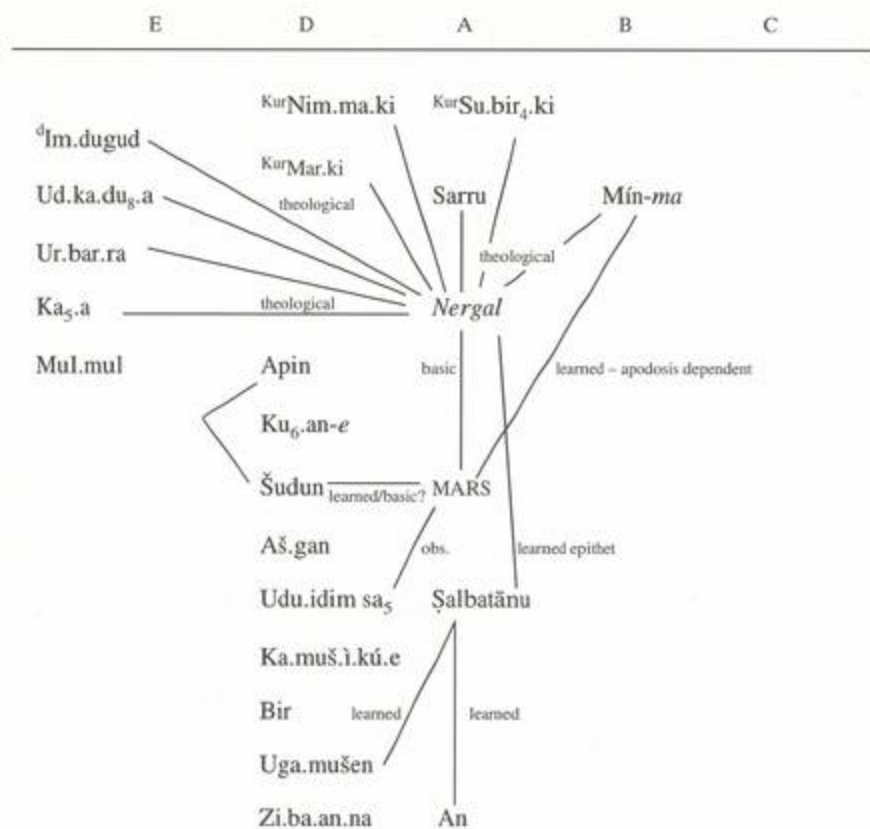 E D A B C
KurNim.ma.ki KurSu.bir₄.ki
dIm.dugud
KurMar.ki
Ud.ka.du₈.a theological Sarru Mín-ma
Ur.bar.ra theological
Ka₅.a theological Nergal
Mul.mul Apin basic learned – apodosis dependent
Ku₆.an-e
Šudun learned/basic? MARS
Aš.gan obs. learned epithet
Udu.idim sa₅ Ṣalbatānu
Ka.muš.ì.kú.e
Bir learned learned
Uga.mušen
Zi.ba.an.na An